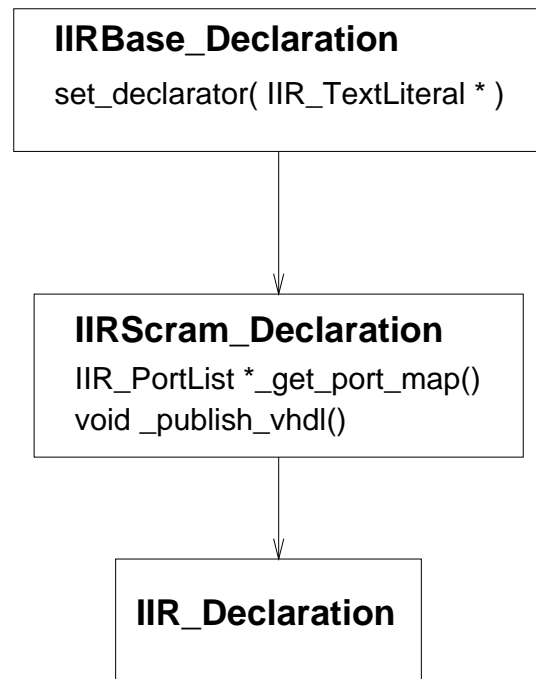 IIRBase_Declaration
set_declarator( IIR_TextLiteral * )
IIRScram_Declaration
IIR_PortList *_get_port_map()
void _publish_vhdl()
IIR_Declaration